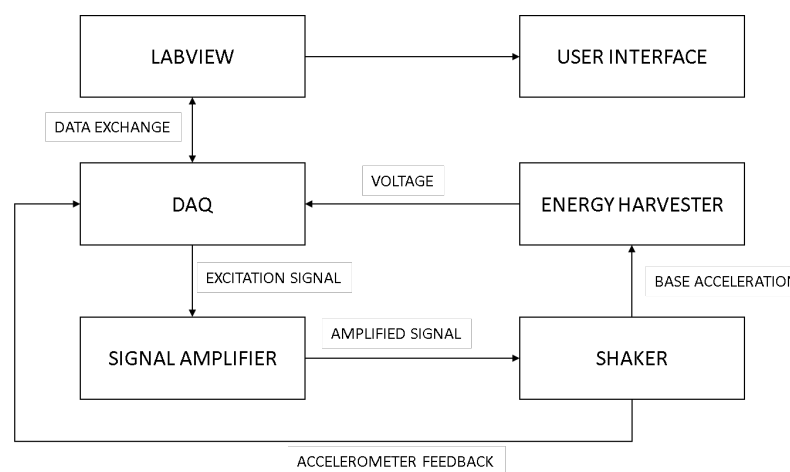 LABVIEW
USER INTERFACE
DATA EXCHANGE
VOLTAGE
DAQ
ENERGY HARVESTER
EXCITATION SIGNAL
BASE ACCELERATION
AMPLIFIED SIGNAL
SIGNAL AMPLIFIER
SHAKER
ACCELEROMETER FEEDBACK